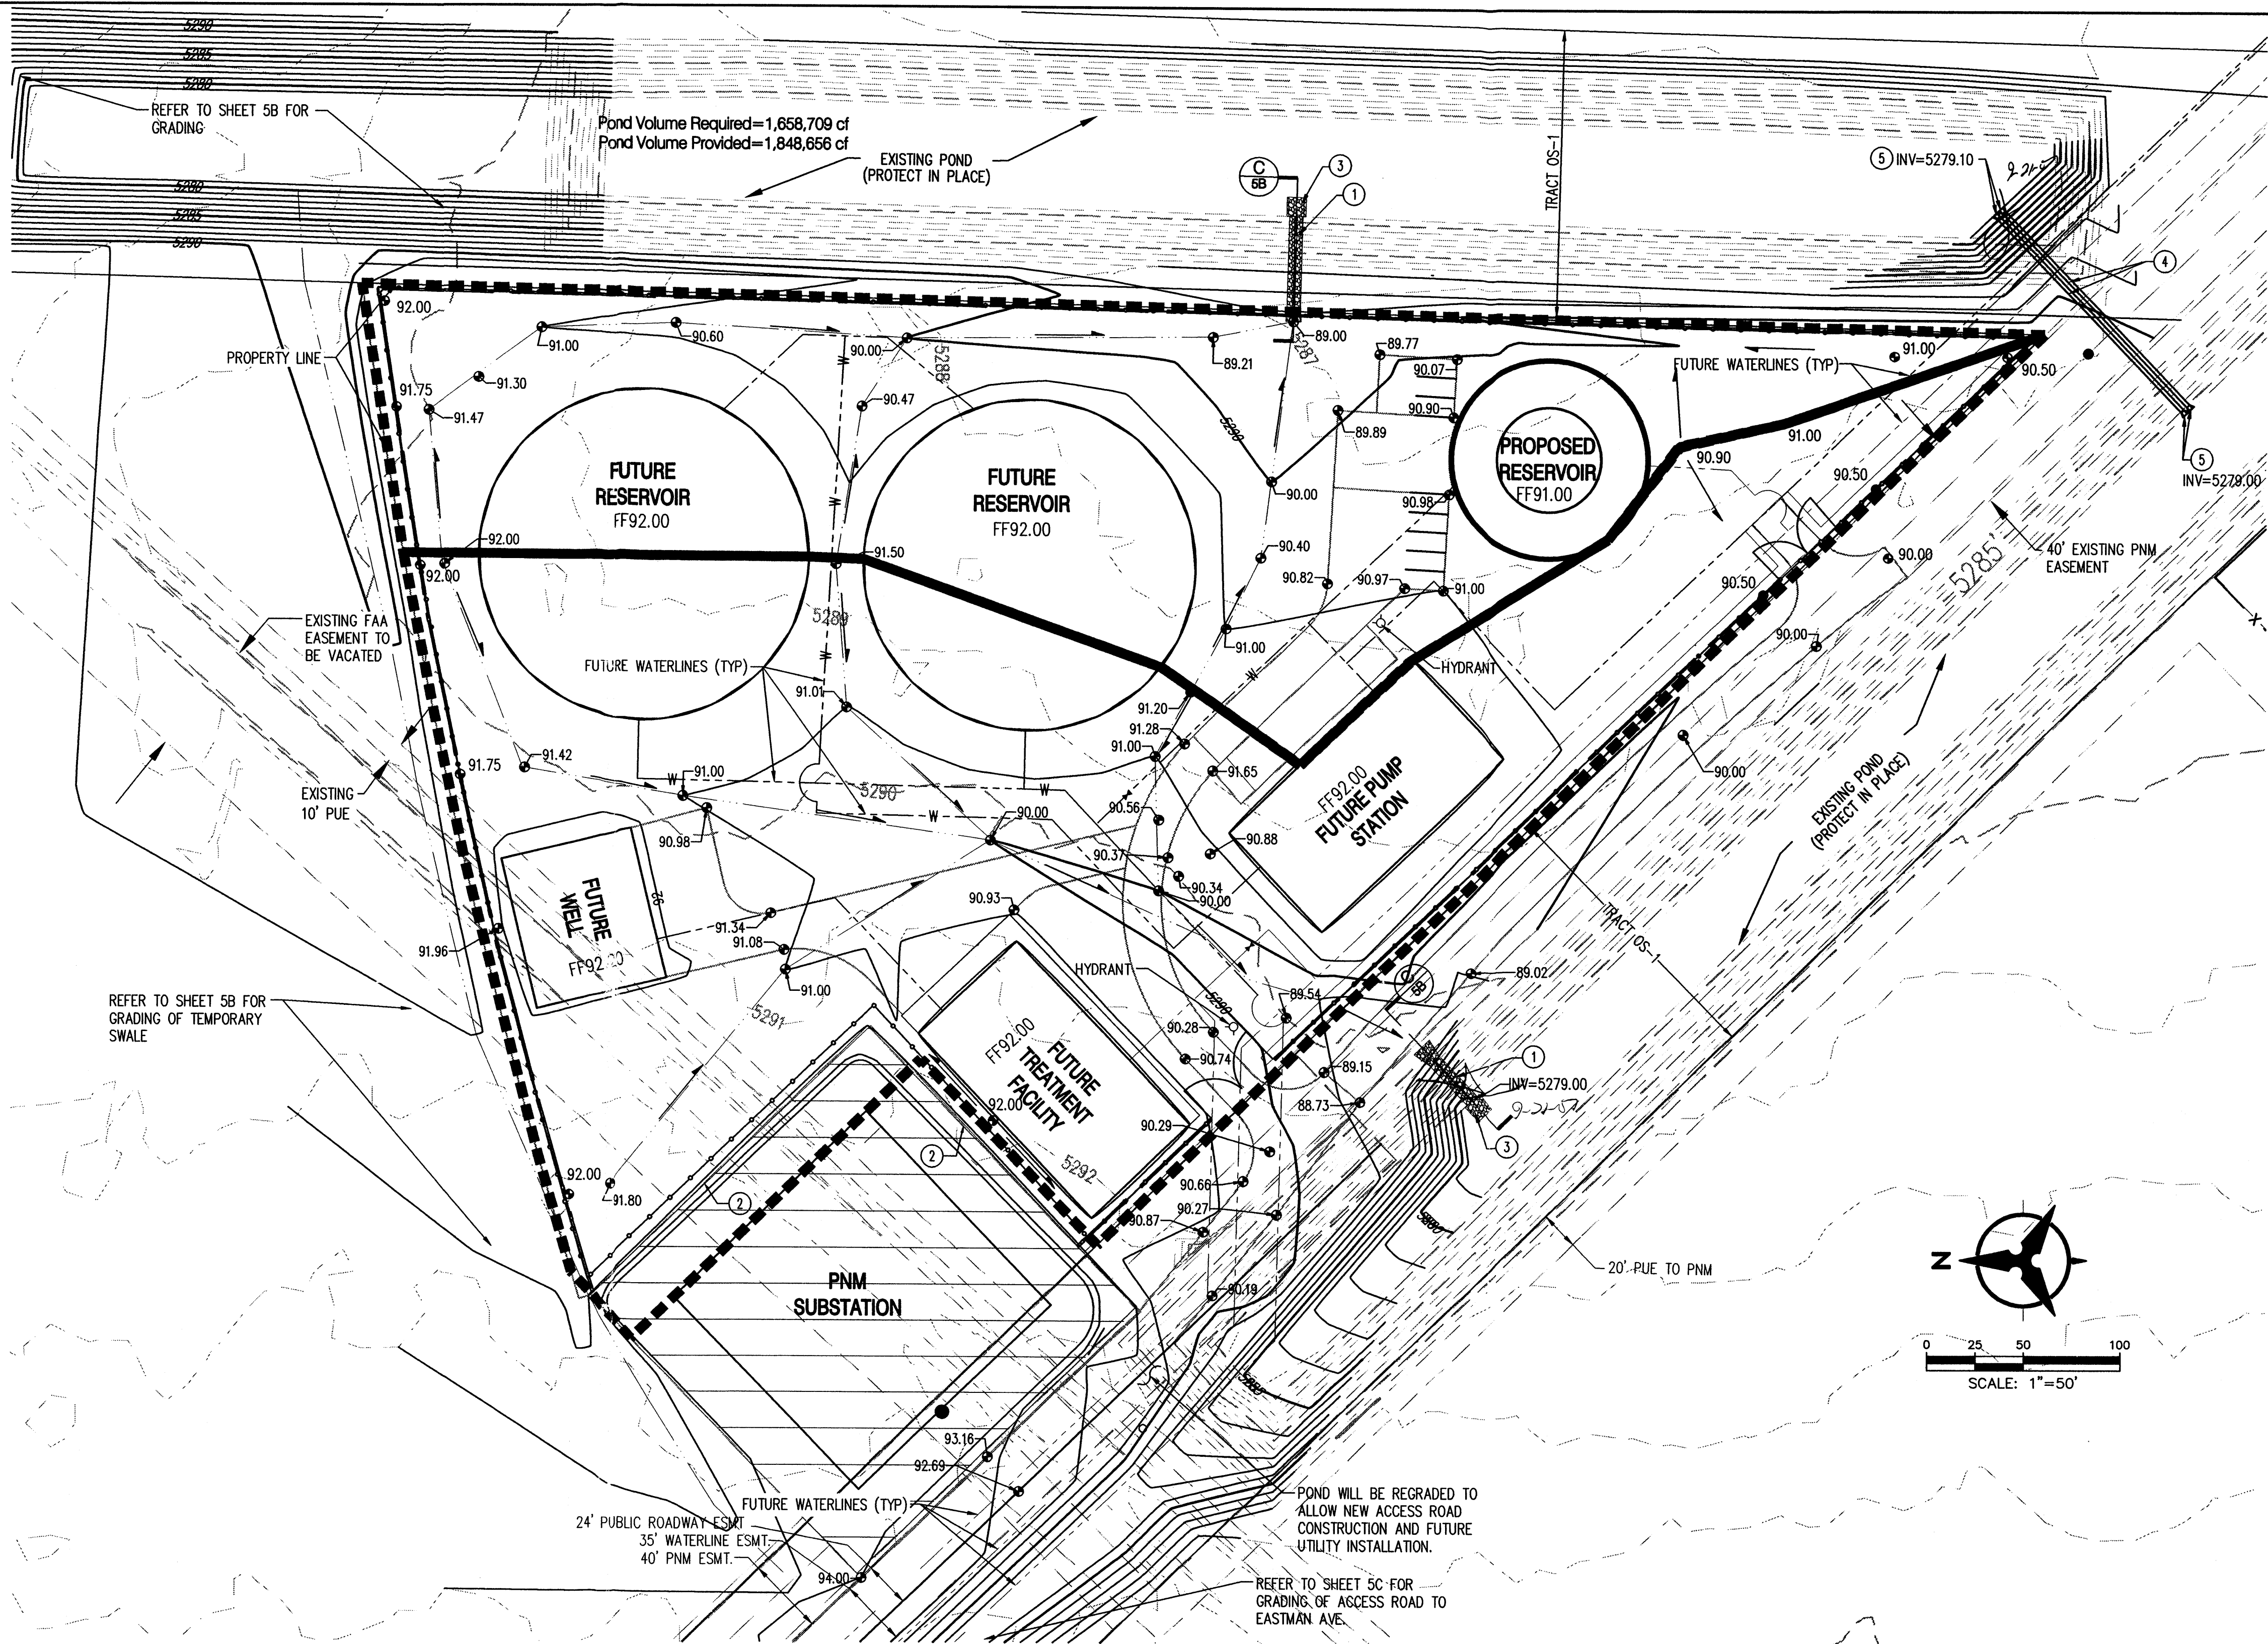 5290
5285
5280
REFER TO SHEET 5B FOR
GRADING
Pond Volume Required=1,658,709 cf
Pond Volume Provided=1,848,656 cf
EXISTING POND
(PROTECT IN PLACE)
C
5B
3
1
TRACT OS-1
5 INV=5279.10
4
5280
5285
5290
92.00
PROPERTY LINE
91.00
90.60
90.00
5288
89.21
89.00
5287
89.77
90.07
91.00
FUTURE WATERLINES (TYP)
90.50
91.30
91.75
91.47
90.47
5290
90.90
89.89
91.00
90.90
5
INV=5279.00
FUTURE
RESERVOIR
FF92.00
FUTURE
RESERVOIR
FF92.00
PROPOSED
RESERVOIR
FF91.00
90.00
90.98
90.50
92.00
92.00
91.50
90.40
90.82
90.97
91.00
90.50
90.00
5285'
40' EXISTING PNM
EASEMENT
EXISTING FAA
EASEMENT TO
BE VACATED
5289
FUTURE WATERLINES (TYP)
91.00
HYDRANT
90.00
91.01
91.20
91.28
91.00
90.00
91.42
91.75
W
91.00
5290
W
W
91.65
FF92.00
FUTURE PUMP
STATION
EXISTING POND
(PROTECT IN PLACE)
EXISTING
10' PUE
90.98
90.00
90.56
90.37
90.88
90.34
90.00
FUTURE
WELL
92
90.93
91.34
91.08
91.96
91.00
TRACT OS-1
HYDRANT
C
5B
89.02
REFER TO SHEET 5B FOR
GRADING OF TEMPORARY
SWALE
5291
5290
89.54
90.28
FF92.00
FUTURE
TREATMENT
FACILITY
90.74
89.15
1
INV=5279.00
9-21-07
88.73
92.00
90.29
3
2
5292
92.00
91.80
2
90.66
90.27
90.87
5280
PNM
SUBSTATION
20' PUE TO PNM
N
90.19
0 25 50 100
SCALE: 1"=50'
5285
93.16
92.69
FUTURE WATERLINES (TYP)
24' PUBLIC ROADWAY ESMT
35' WATERLINE ESMT.
40' PNM ESMT.
94.00
POND WILL BE REGRADED TO
ALLOW NEW ACCESS ROAD
CONSTRUCTION AND FUTURE
UTILITY INSTALLATION.
REFER TO SHEET 5C FOR
GRADING OF ACCESS ROAD TO
EASTMAN AVE.